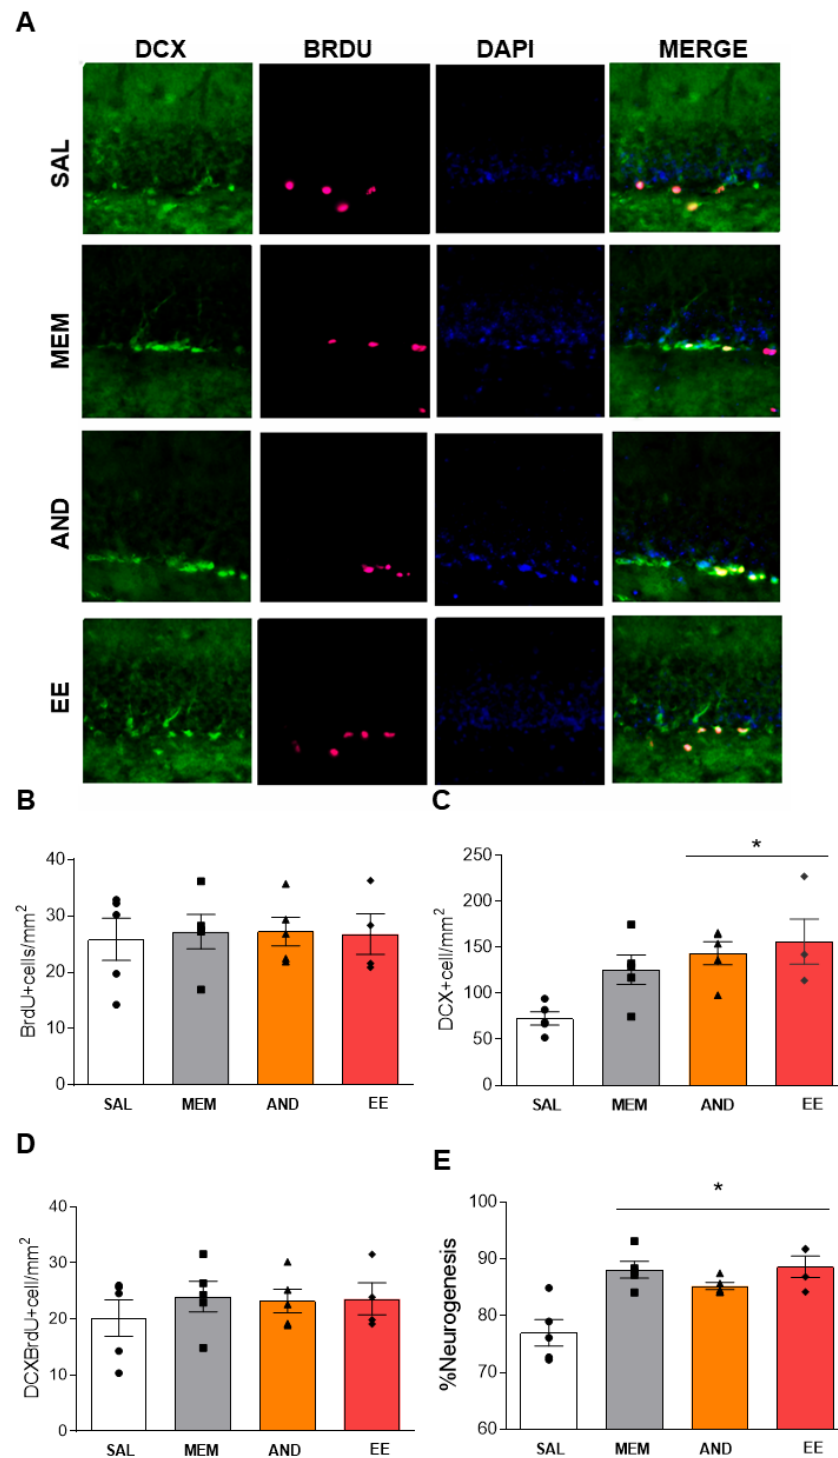 A
DCX BRDU DAPI MERGE
SAL
MEM
AND
EE
B
C
BrdU+cells/mm²
40
30
20
10
0
SAL MEM AND EE
DCX+cell/mm²
250
200
150
100
50
0
*
SAL MEM AND EE
D
E
DCXBrdU+cell/mm²
40
30
20
10
0
SAL MEM AND EE
%Neurogenesis
100
90
80
70
60
*
SAL MEM AND EE